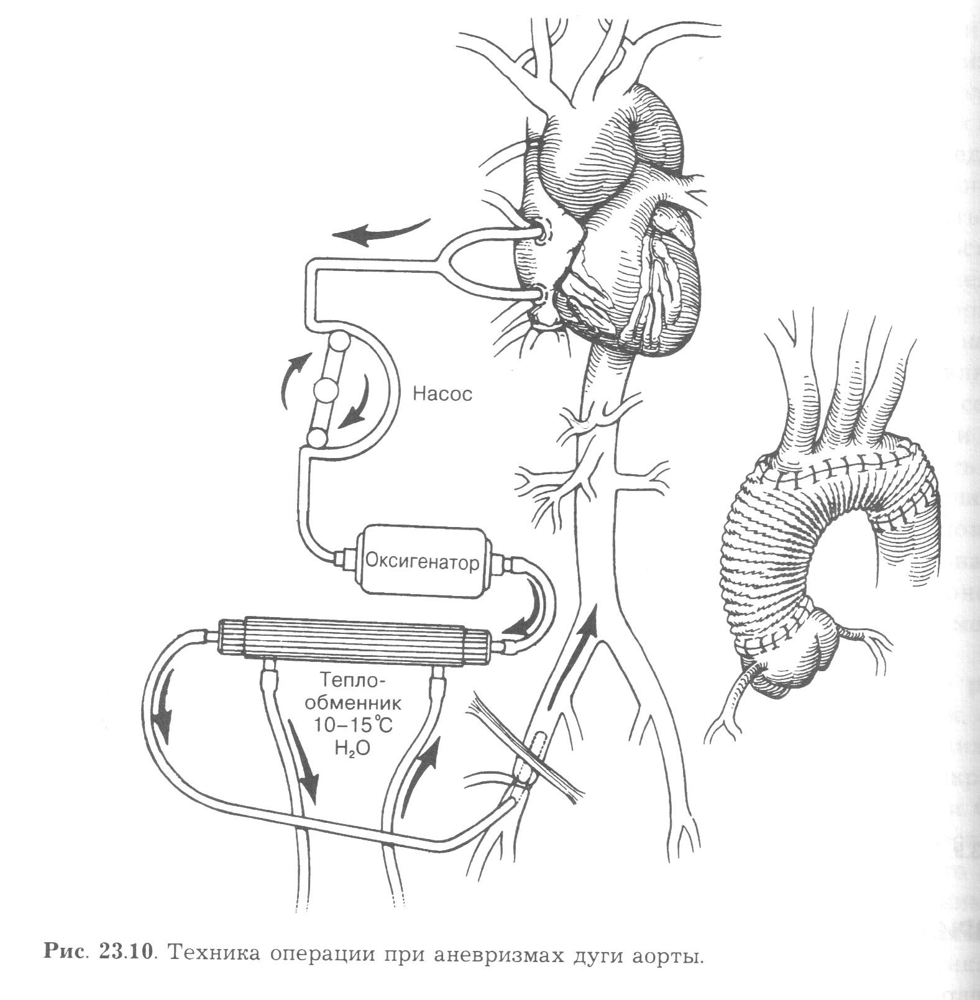 Насос
Оксигенатор
Тепло-
обменник
10–15°C
H₂O
Рис. 23.10. Техника операции при аневризмах дуги аорты.